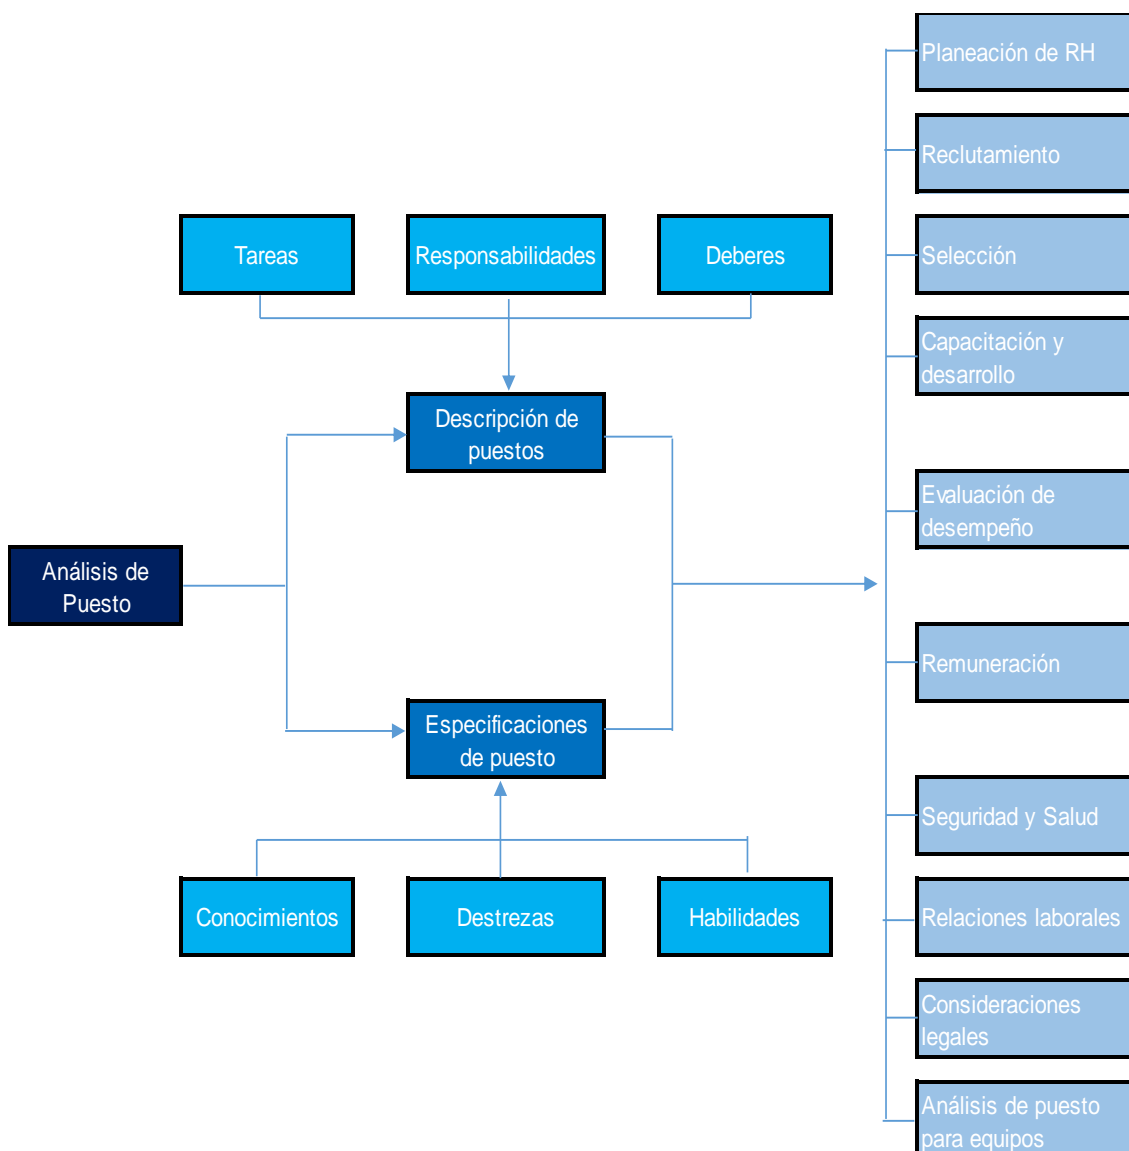 Planeación de RH
Reclutamiento
Tareas
Responsabilidades
Deberes
Selección
Capacitación y
desarrollo
Descripción de
puestos
Evaluación de
desempeño
Análisis de
Puesto
Remuneración
Especificaciones
de puesto
Seguridad y Salud
Conocimientos
Destrezas
Habilidades
Relaciones laborales
Consideraciones
legales
Análisis de puesto
para equipos